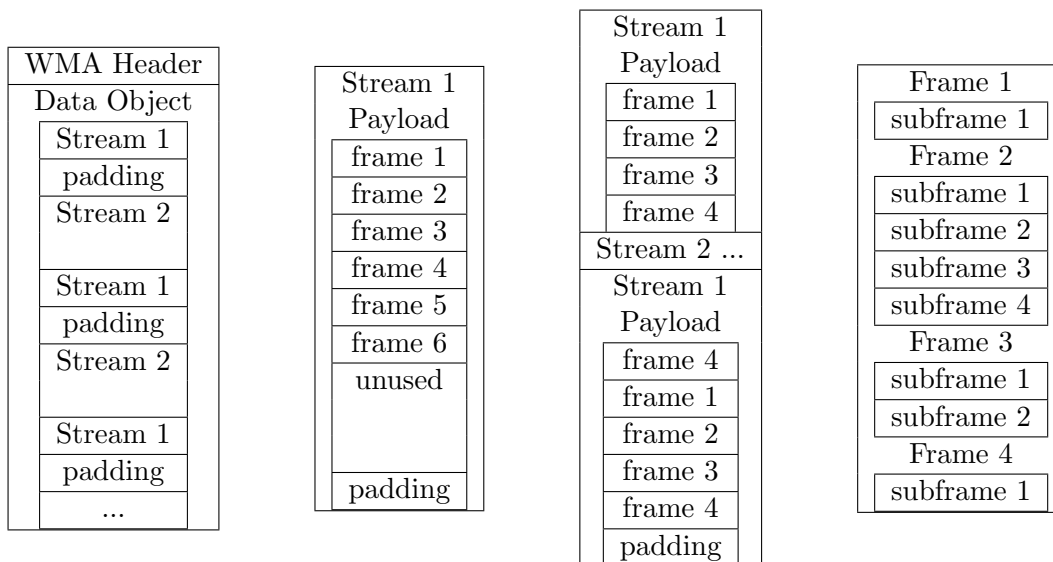 WMA Header
Data Object
Stream 1
padding
Stream 2
Stream 1
padding
Stream 2
Stream 1
padding
...
Stream 1
Payload
frame 1
frame 2
frame 3
frame 4
frame 5
frame 6
unused
padding
Stream 1
Payload
frame 1
frame 2
frame 3
frame 4
Stream 2 ...
Stream 1
Payload
frame 4
frame 1
frame 2
frame 3
frame 4
padding
Frame 1
subframe 1
Frame 2
subframe 1
subframe 2
subframe 3
subframe 4
Frame 3
subframe 1
subframe 2
Frame 4
subframe 1